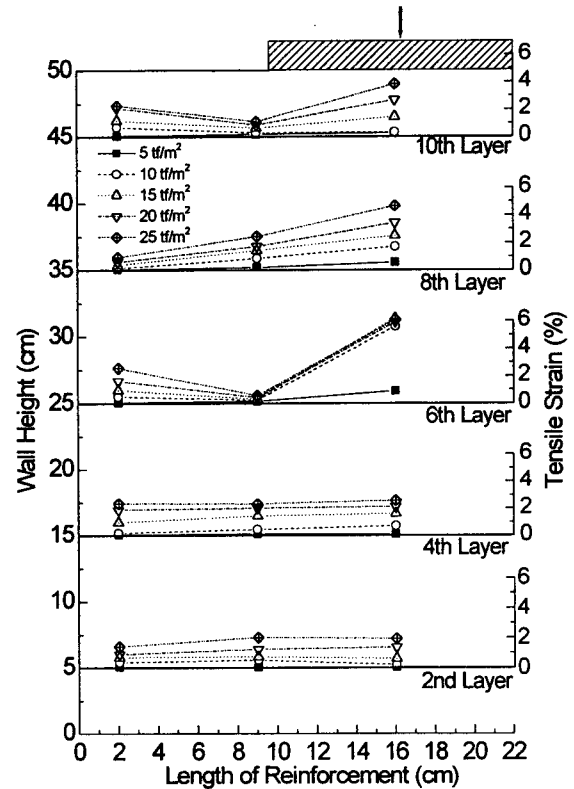 50
6
4
2
0
45
10th Layer
5 tf/m²
10 tf/m²
15 tf/m²
20 tf/m²
25 tf/m²
40
6
4
2
0
35
8th Layer
30
6
4
2
0
25
6th Layer
20
6
4
2
0
15
4th Layer
10
6
4
2
0
5
2nd Layer
0
Wall Height (cm)
Tensile Strain (%)
0 2 4 6 8 10 12 14 16 18 20 22
Length of Reinforcement (cm)